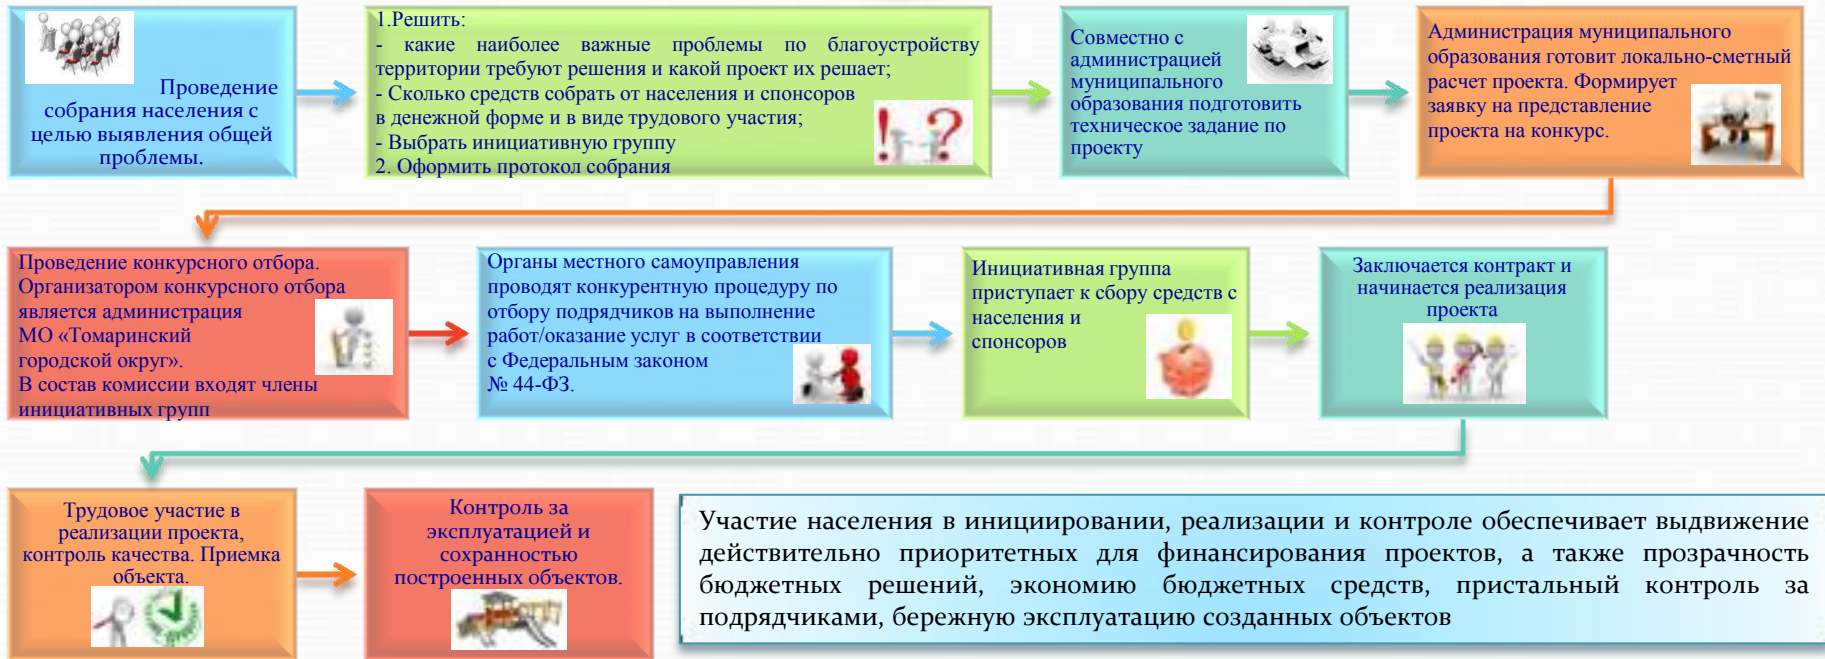 Проведение
собрания населения с
целью выявления общей
проблемы.
1.Решить:
- какие наиболее важные проблемы по благоустройству
территории требуют решения и какой проект их решает;
- Сколько средств собрать от населения и спонсоров
в денежной форме и в виде трудового участия;
- Выбрать инициативную группу
2. Оформить протокол собрания
Совместно с
администрацией
муниципального
образования подготовить
техническое задание по
проекту
Администрация муниципального
образования готовит локально-сметный
расчет проекта. Формирует
заявку на представление
проекта на конкурс.
Проведение конкурсного отбора.
Организатором конкурсного отбора
является администрация
МО «Томаринский
городской округ».
В состав комиссии входят члены
инициативных групп
Органы местного самоуправления
проводят конкурентную процедуру по
отбору подрядчиков на выполнение
работ/оказание услуг в соответствии
с Федеральным законом
№ 44-ФЗ.
Инициативная группа
приступает к сбору средств с
населения и
спонсоров
Заключается контракт и
начинается реализация
проекта
Трудовое участие в
реализации проекта,
контроль качества. Приемка
объекта.
Контроль за
эксплуатацией и
сохранностью
построенных объектов.
Участие населения в инициировании, реализации и контроле обеспечивает выдвижение
действительно приоритетных для финансирования проектов, а также прозрачность
бюджетных решений, экономию бюджетных средств, пристальный контроль за
подрядчиками, бережную эксплуатацию созданных объектов